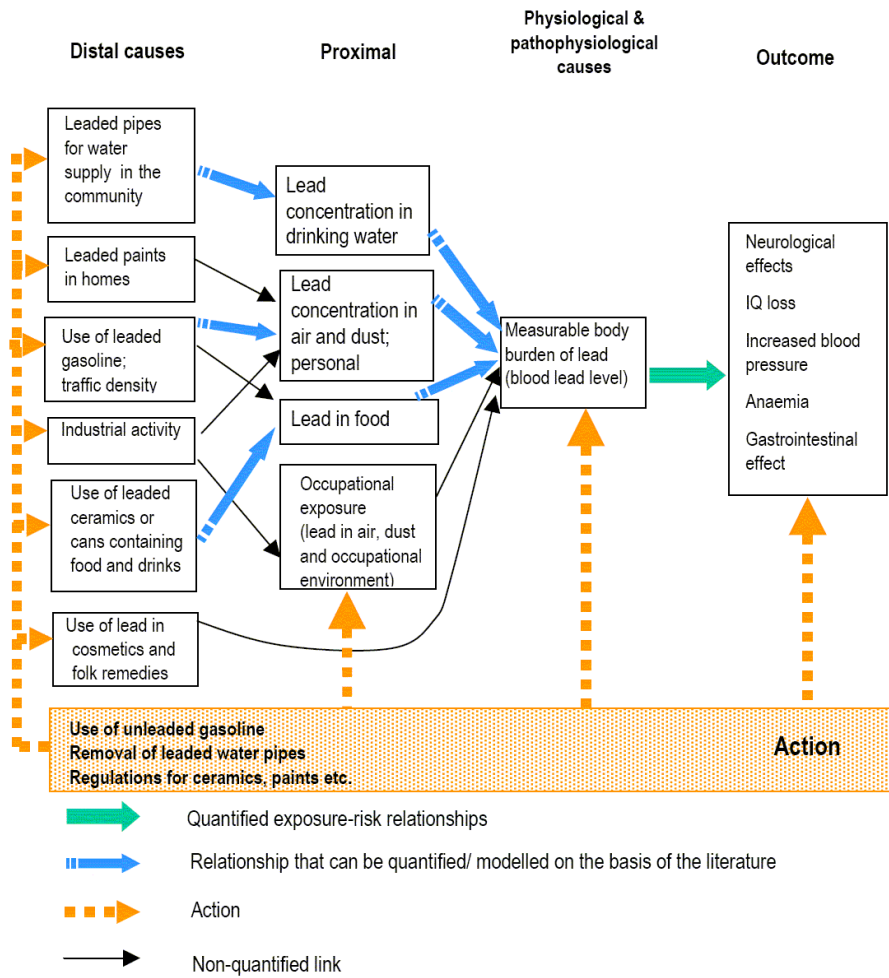 Distal causes
Proximal
Physiological &
pathophysiological
causes
Outcome
Leaded pipes
for water
supply in the
community
Leaded paints
in homes
Use of leaded
gasoline;
traffic density
Industrial activity
Use of leaded
ceramics or
cans containing
food and drinks
Use of lead in
cosmetics and
folk remedies
Lead
concentration in
drinking water
Lead
concentration in
air and dust;
personal
Lead in food
Occupational
exposure
(lead in air, dust
and occupational
environment)
Measurable body
burden of lead
(blood lead level)
Neurological
effects
IQ loss
Increased blood
pressure
Anaemia
Gastrointestinal
effect
Use of unleaded gasoline
Removal of leaded water pipes
Regulations for ceramics, paints etc.
Action
Quantified exposure-risk relationships
Relationship that can be quantified/ modelled on the basis of the literature
Action
Non-quantified link